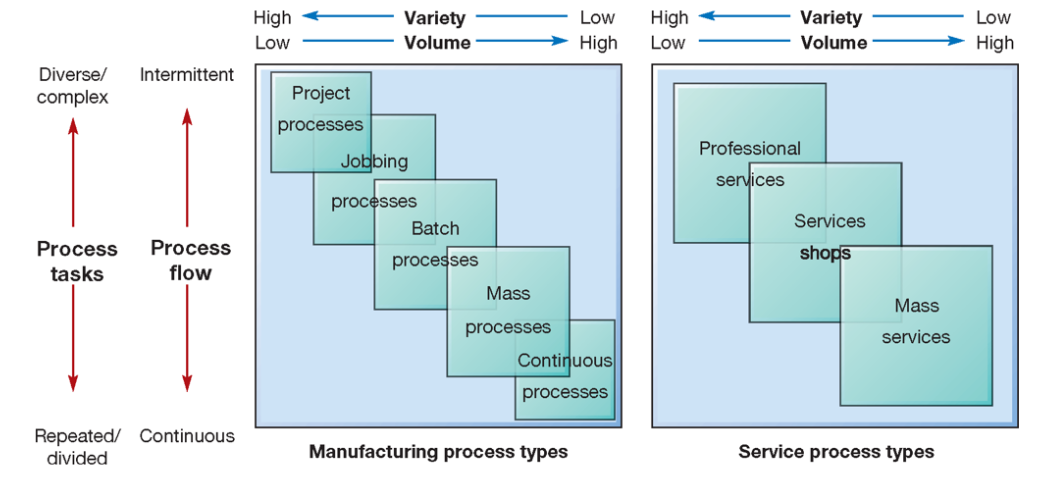 High Variety Low
Low Volume High
High Variety Low
Low Volume High
Diverse/
complex
Intermittent
Process
tasks
Process
flow
Repeated/
divided
Continuous
Project
processes
Jobbing
processes
Batch
processes
Mass
processes
Continuous
processes
Manufacturing process types
Professional
services
Services
shops
Mass
services
Service process types